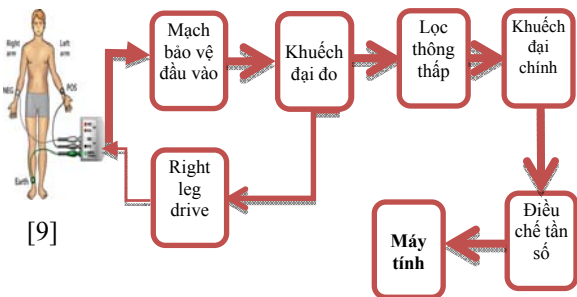 Right
arm
Left
arm
NEG
POS
Earth
[9]
Mạch
bảo vệ
đầu vào
Khuếch
đại đo
Lọc
thông
thấp
Khuếch
đại
chính
Right
leg
drive
Điều
chế tần
số
Máy
tính